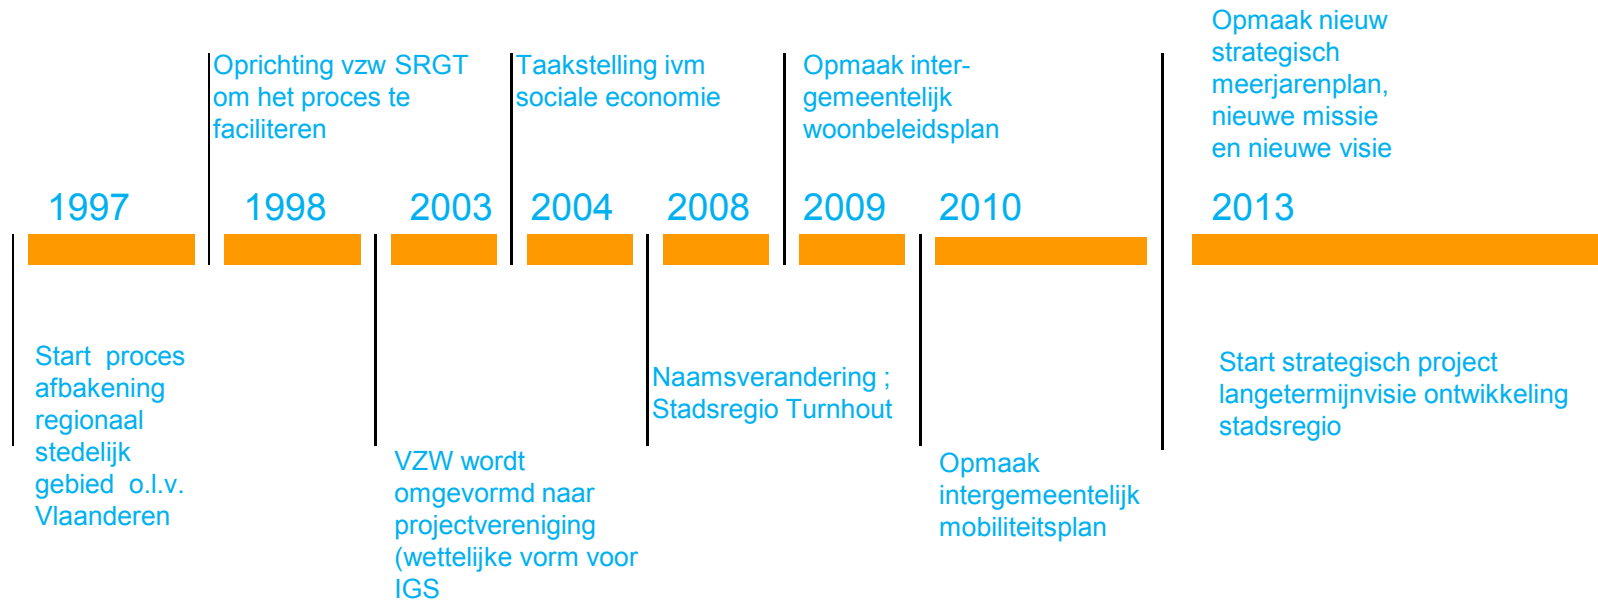 Opmaak nieuw
strategisch
meerjarenplan,
nieuwe missie
en nieuwe visie
Oprichting vzw SRGT
om het proces te
faciliteren
Taakstelling ivm
sociale economie
Opmaak inter-
gemeentelijk
woonbeleidsplan
1997
1998
2003
2004
2008
2009
2010
2013
Start proces
afbakening
regionaal
stedelijk
gebied o.l.v.
Vlaanderen
VZW wordt
omgevormd naar
projectvereniging
(wettelijke vorm voor
IGS
Naamsverandering ;
Stadsregio Turnhout
Opmaak
intergemeentelijk
mobiliteitsplan
Start strategisch project
langetermijnvisie ontwikkeling
stadsregio